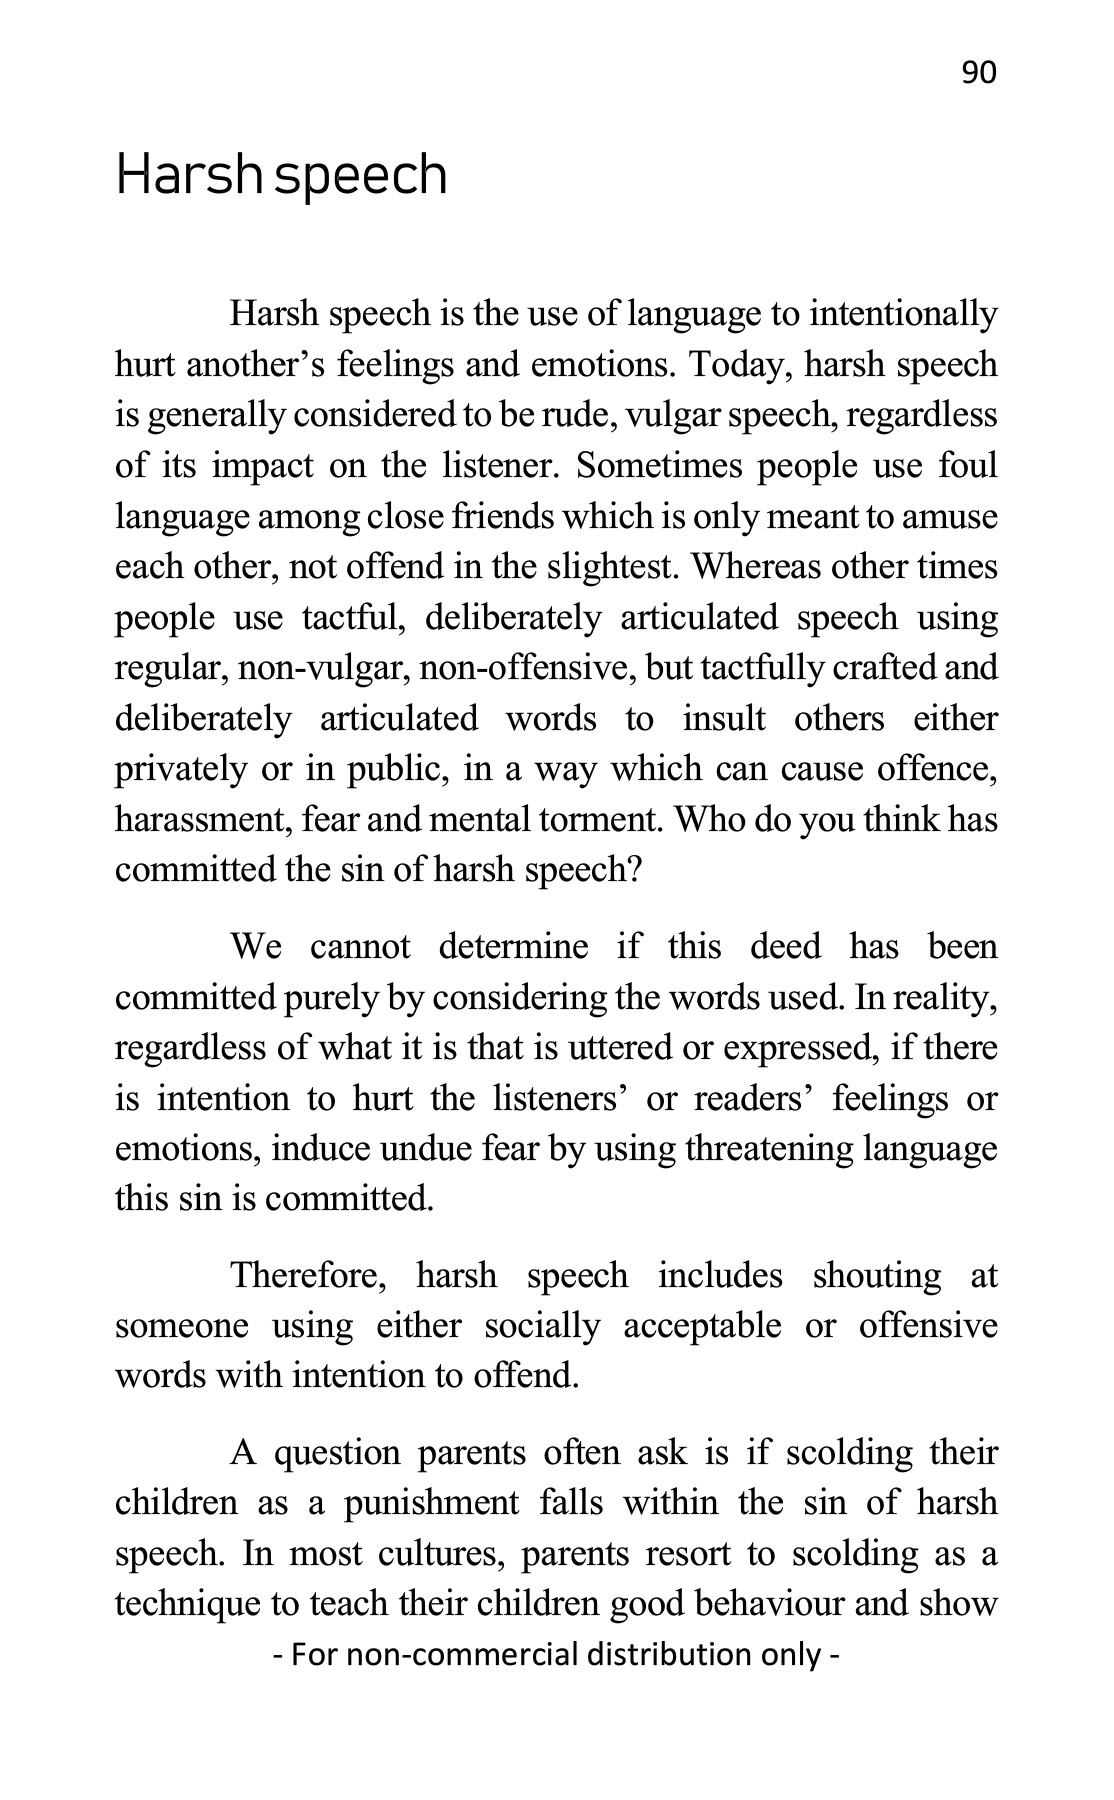 90
Harsh speech
Harsh speech is the use of language to intentionally
hurt another’s feelings and emotions. Today, harsh speech
is generally considered to be rude, vulgar speech, regardless
of its impact on the listener. Sometimes people use foul
language among close friends which is only meant to amuse
each other, not offend in the slightest. Whereas other times
people use tactful, deliberately articulated speech using
regular, non-vulgar, non-offensive, but tactfully crafted and
deliberately articulated words to insult others either
privately or in public, in a way which can cause offence,
harassment, fear and mental torment. Who do you think has
committed the sin of harsh speech?
We cannot determine if this deed has been
committed purely by considering the words used. In reality,
regardless of what it is that is uttered or expressed, if there
is intention to hurt the listeners’ or readers’ feelings or
emotions, induce undue fear by using threatening language
this sin is committed.
Therefore, harsh speech includes shouting at
someone using either socially acceptable or offensive
words with intention to offend.
A question parents often ask is if scolding their
children as a punishment falls within the sin of harsh
speech. In most cultures, parents resort to scolding as a
technique to teach their children good behaviour and show
- For non-commercial distribution only -